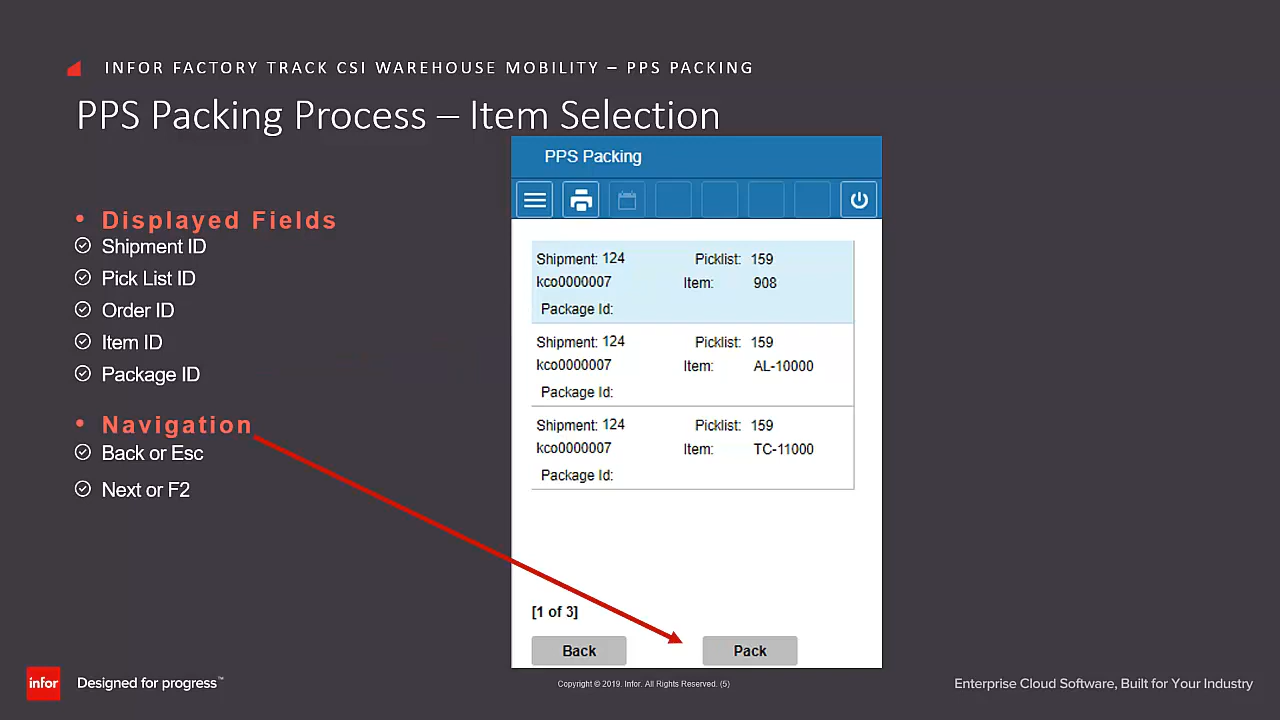 INFOR FACTORY TRACK CSI WAREHOUSE MOBILITY – PPS PACKING
PPS Packing Process – Item Selection
• Displayed Fields
Shipment ID
Pick List ID
Order ID
Item ID
Package ID
• Navigation
Back or Esc
Next or F2
PPS Packing
Shipment: 124 Picklist: 159
kco0000007 Item: 908
Package Id:
Shipment: 124 Picklist: 159
kco0000007 Item: AL-10000
Package Id:
Shipment: 124 Picklist: 159
kco0000007 Item: TC-11000
Package Id:
[1 of 3]
Back Pack
infor Designed for progress™
Copyright © 2019. Infor. All Rights Reserved. (5)
Enterprise Cloud Software, Built for Your Industry